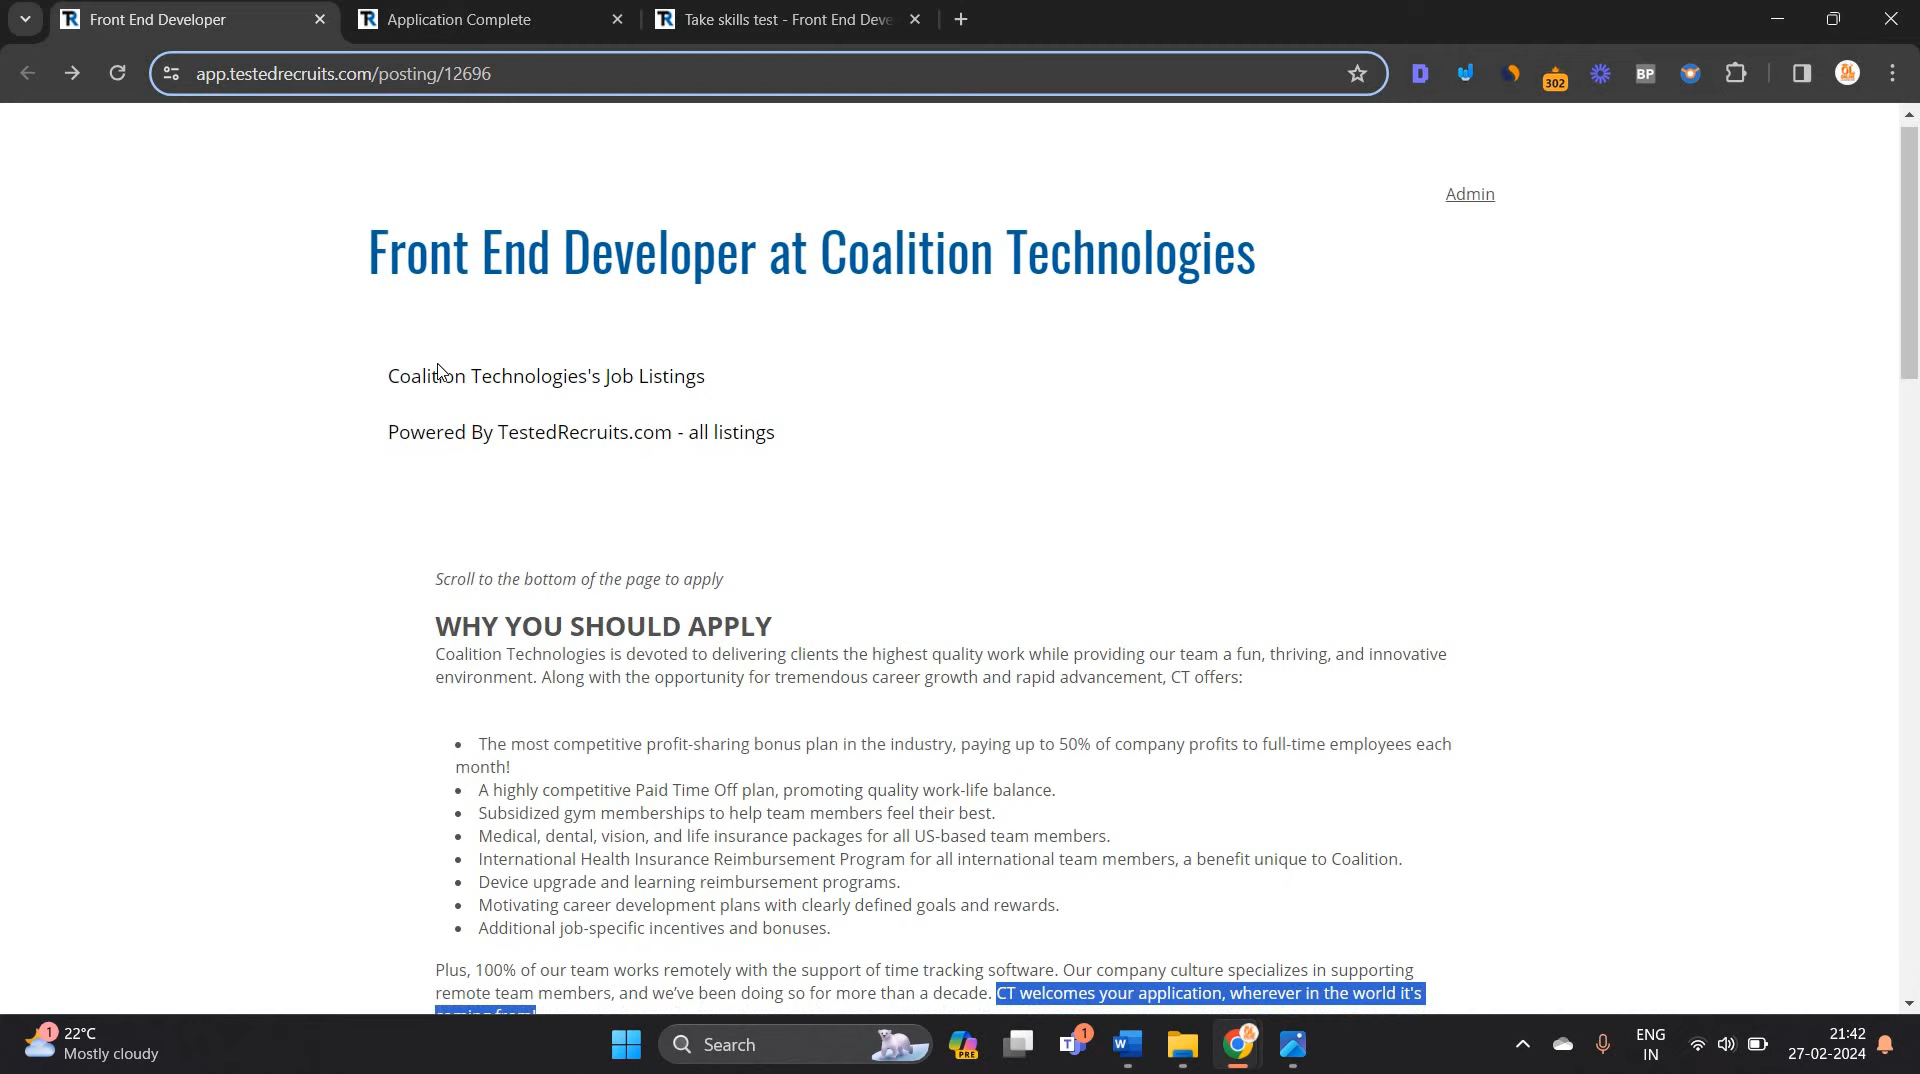 Front End Developer
Application Complete
Take skills test - Front End Deve
app.testedrecruits.com/posting/12696
302
BP
Admin
Front End Developer at Coalition Technologies
Coalition Technologies's Job Listings
Powered By TestedRecruits.com - all listings
Scroll to the bottom of the page to apply
WHY YOU SHOULD APPLY
Coalition Technologies is devoted to delivering clients the highest quality work while providing our team a fun, thriving, and innovative
environment. Along with the opportunity for tremendous career growth and rapid advancement, CT offers:
• The most competitive profit-sharing bonus plan in the industry, paying up to 50% of company profits to full-time employees each
month!
• A highly competitive Paid Time Off plan, promoting quality work-life balance.
• Subsidized gym memberships to help team members feel their best.
• Medical, dental, vision, and life insurance packages for all US-based team members.
• International Health Insurance Reimbursement Program for all international team members, a benefit unique to Coalition.
• Device upgrade and learning reimbursement programs.
• Motivating career development plans with clearly defined goals and rewards.
• Additional job-specific incentives and bonuses.
Plus, 100% of our team works remotely with the support of time tracking software. Our company culture specializes in supporting
remote team members, and we've been doing so for more than a decade. CT welcomes your application, wherever in the world it's
1
22°C
Mostly cloudy
Search
PRE
1
ENG
IN
21:42
27-02-2024